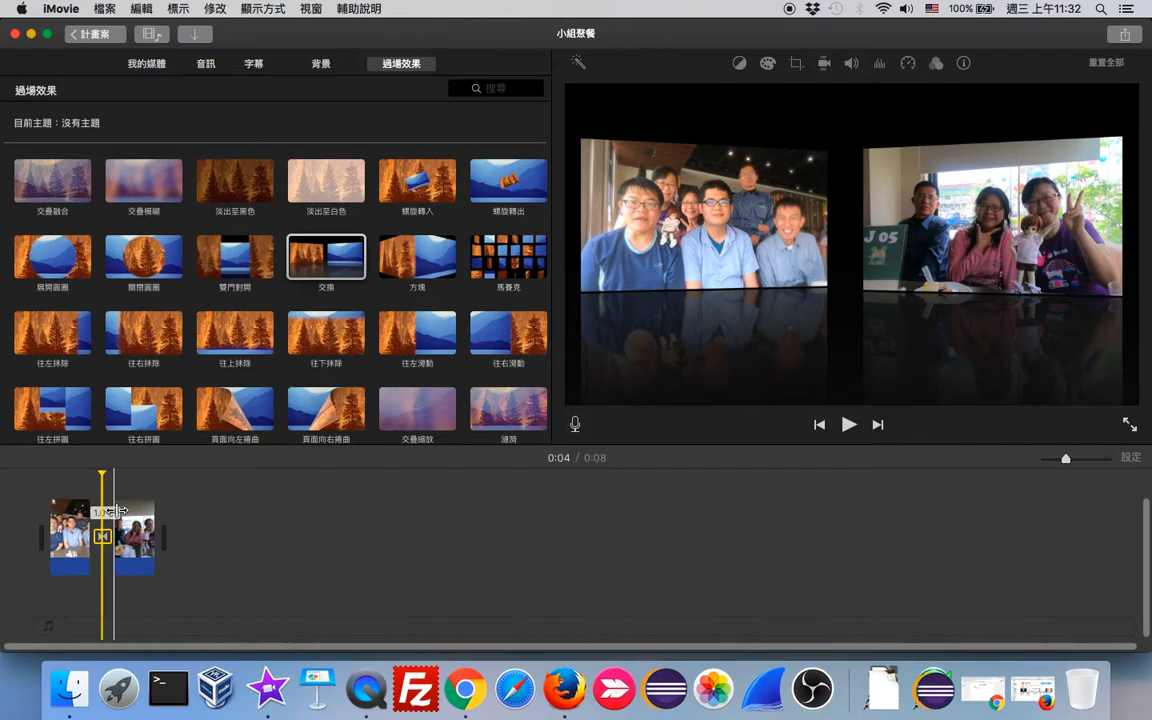 iMovie 檔案 編輯 標示 修改 顯示方式 視窗 輔助說明 100% 週三 上午11:32
計畫案 小組聚餐
我的媒體 音訊 字幕 背景 過場效果 重置全部
過場效果 搜尋
目前主題：沒有主題
交疊融合 交疊模糊 淡出至黑色 淡出至白色 螺旋轉入 螺旋轉出
展開圓圈 關閉圓圈 雙門對開 交換 方塊 馬賽克
往左抹除 往右抹除 往上抹除 往下抹除 往左滑動 往右滑動
往左拼圖 往右拼圖 頁面向左捲曲 頁面向右捲曲 交疊縮放 漣漪
J 05
0:04 / 0:08 設定
>_
Fz